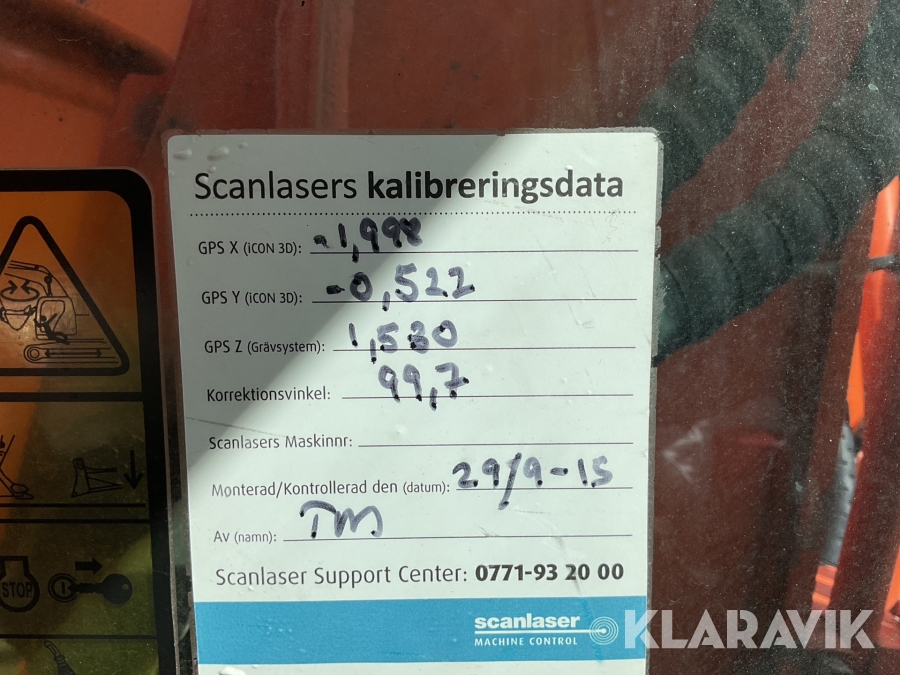 Scanlasers kalibreringsdata
GPS X (iCON 3D): -1,998
GPS Y (iCON 3D): -0,522
GPS Z (Grävsystem): 1,530
Korrektionsvinkel: 99,7
Scanlasers Maskinnr:
Monterad/Kontrollerad den (datum): 29/9-15
Av (namn): TM
Scanlaser Support Center: 0771-93 20 00
scanlaser
MACHINE CONTROL
KLARAVIK
STOP